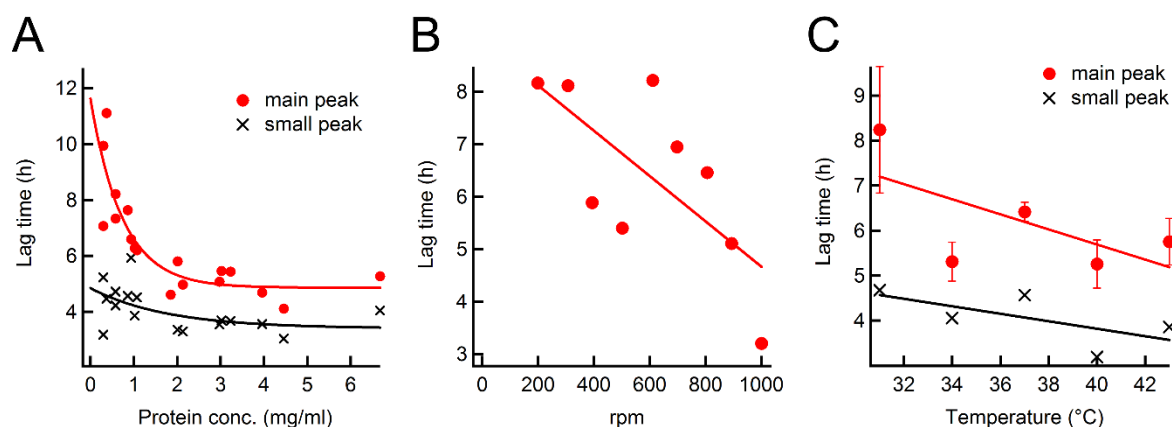 A
12
10
8
6
4
Lag time (h)
main peak
small peak
0
1
2
3
4
5
6
Protein conc. (mg/ml)
B
8
7
6
5
4
3
Lag time (h)
0
200
400
600
800
1000
rpm
C
9
8
7
6
5
4
Lag time (h)
main peak
small peak
32
34
36
38
40
42
Temperature (°C)